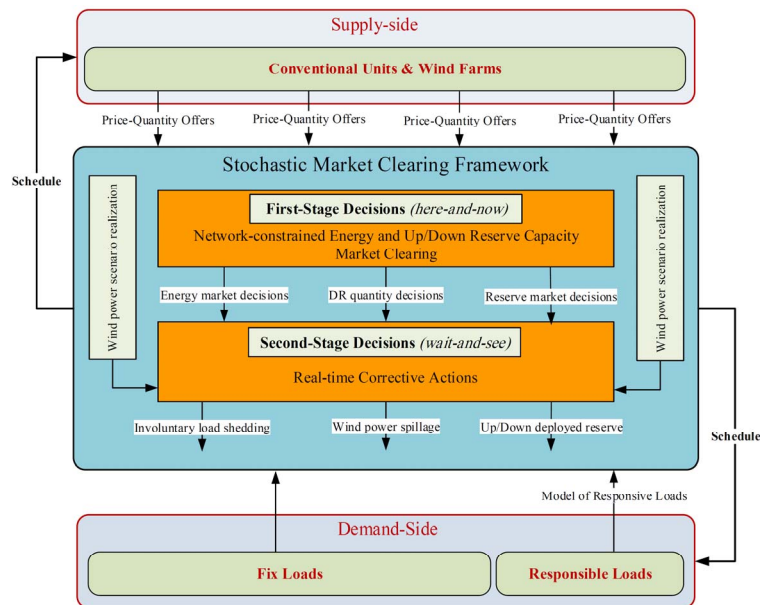 Supply-side
Conventional Units & Wind Farms
Price-Quantity Offers
Price-Quantity Offers
Price-Quantity Offers
Price-Quantity Offers
Stochastic Market Clearing Framework
Schedule
Wind power scenario realization
First-Stage Decisions (here-and-now)
Network-constrained Energy and Up/Down Reserve Capacity
Market Clearing
Wind power scenario realization
Energy market decisions
DR quantity decisions
Reserve market decisions
Second-Stage Decisions (wait-and-see)
Real-time Corrective Actions
Involuntary load shedding
Wind power spillage
Up/Down deployed reserve
Schedule
Model of Responsive Loads
Demand-Side
Fix Loads
Responsible Loads